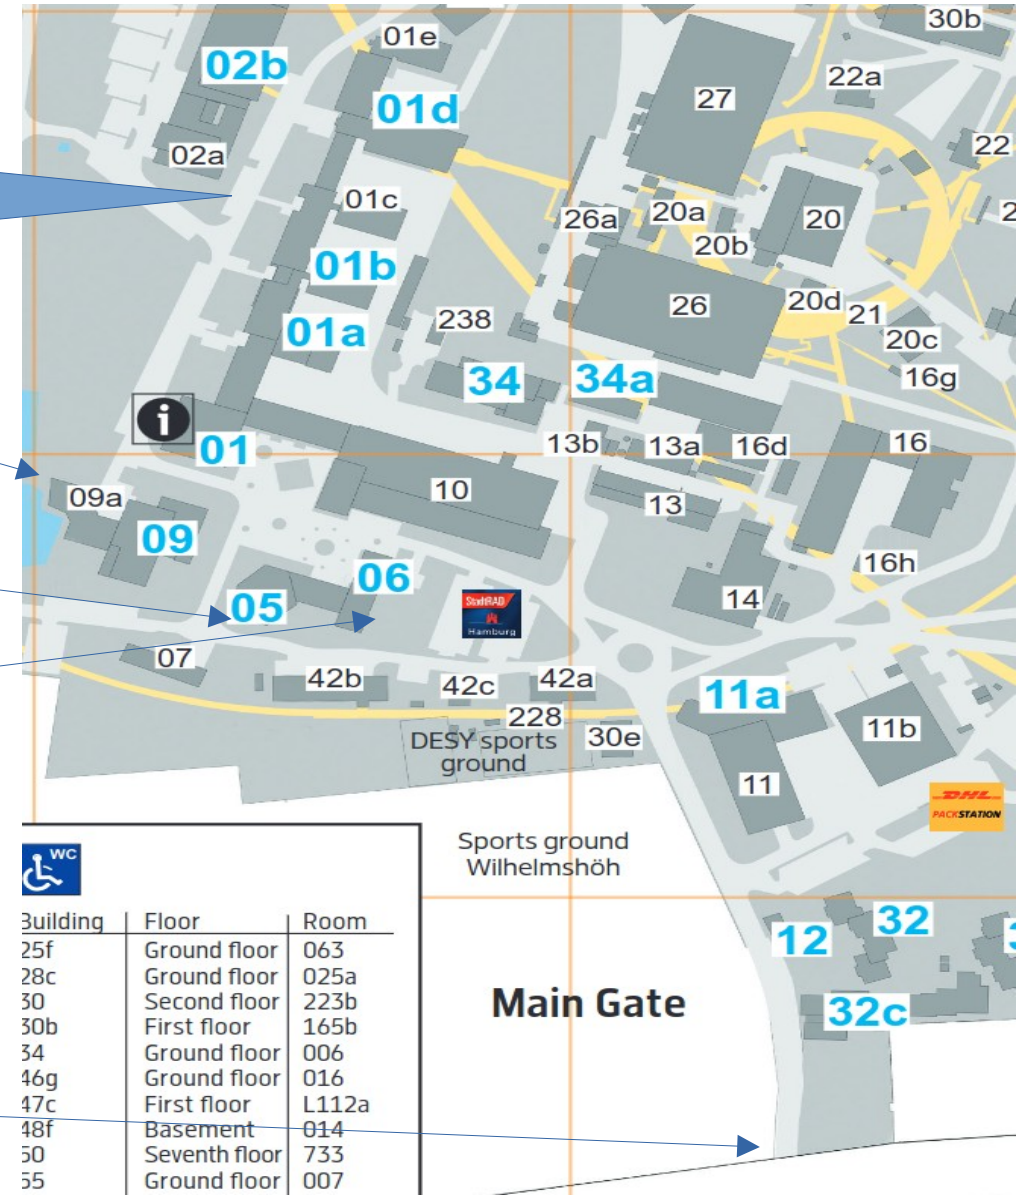 30b
01e
02b
22a
27
01d
02a
22
01c
26a
20a
20
20b
01b
26
20d
21
238
01a
20c
16g
34
34a
i
01
13b
13a
16d
16
09a
10
13
09
16h
06
05
StadtRAD
Hamburg
14
07
42b
42c
42a
11a
228
DESY sports
ground
30e
11b
11
DHL
PACKSTATION
Sports ground
Wilhelmshöh
WC
Building Floor Room
25f Ground floor 063
28c Ground floor 025a
30 Second floor 223b
30b First floor 165b
34 Ground floor 006
46g Ground floor 016
47c First floor L112a
48f Basement 014
50 Seventh floor 733
55 Ground floor 007
12
32
32c
Main Gate